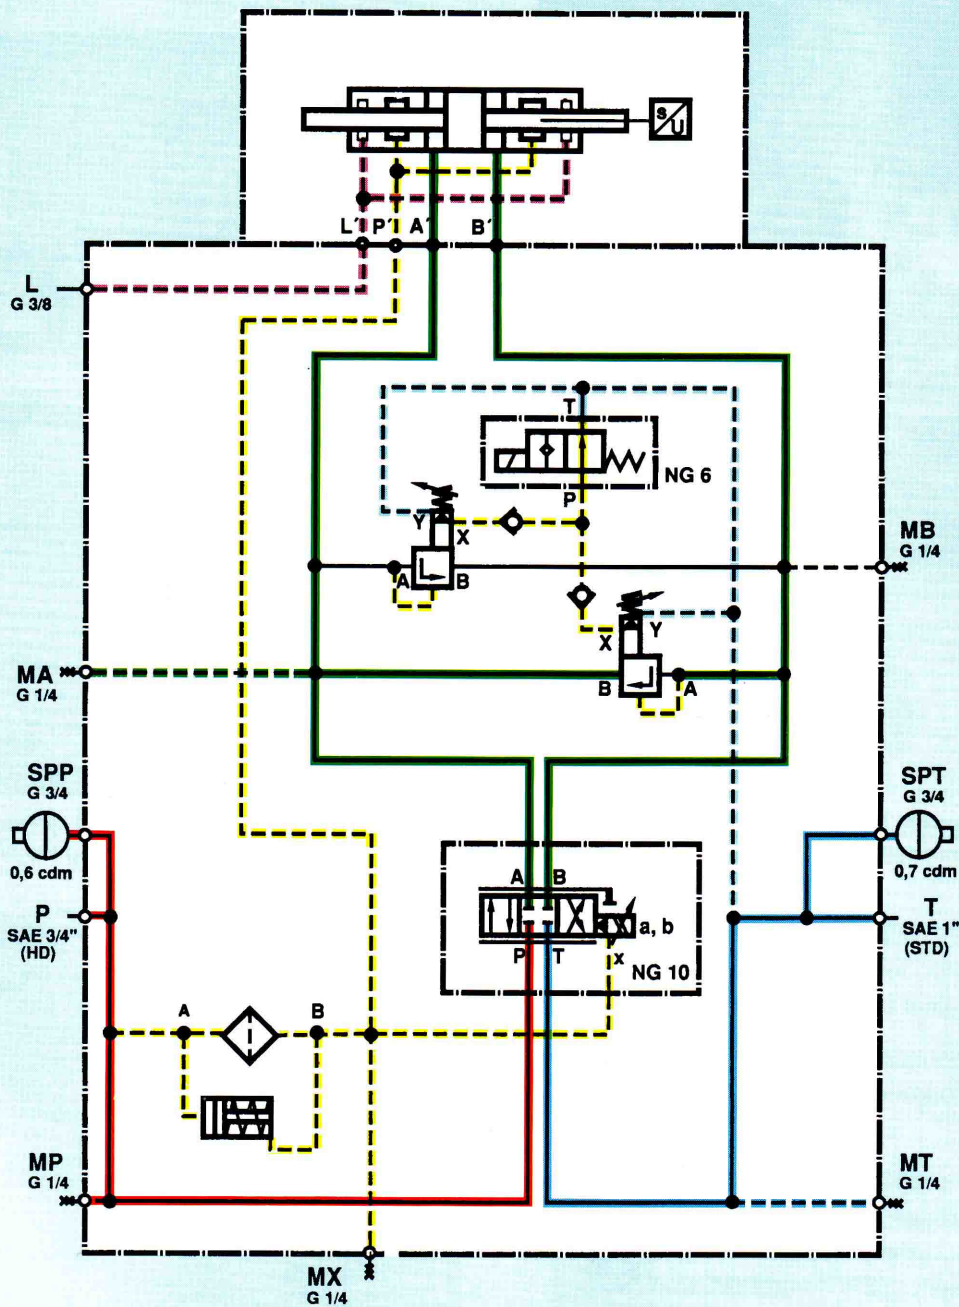 s
U
L´ P´ A´ B´
L
G 3/8
T
NG 6
P
Y
X
MB
G 1/4
A B
X Y
MA
G 1/4
B A
SPP
G 3/4
SPT
G 3/4
0,6 cdm
A B
0,7 cdm
P
SAE 3/4"
(HD)
a, b
T
SAE 1"
(STD)
P T x
NG 10
A B
MP
G 1/4
MT
G 1/4
MX
G 1/4